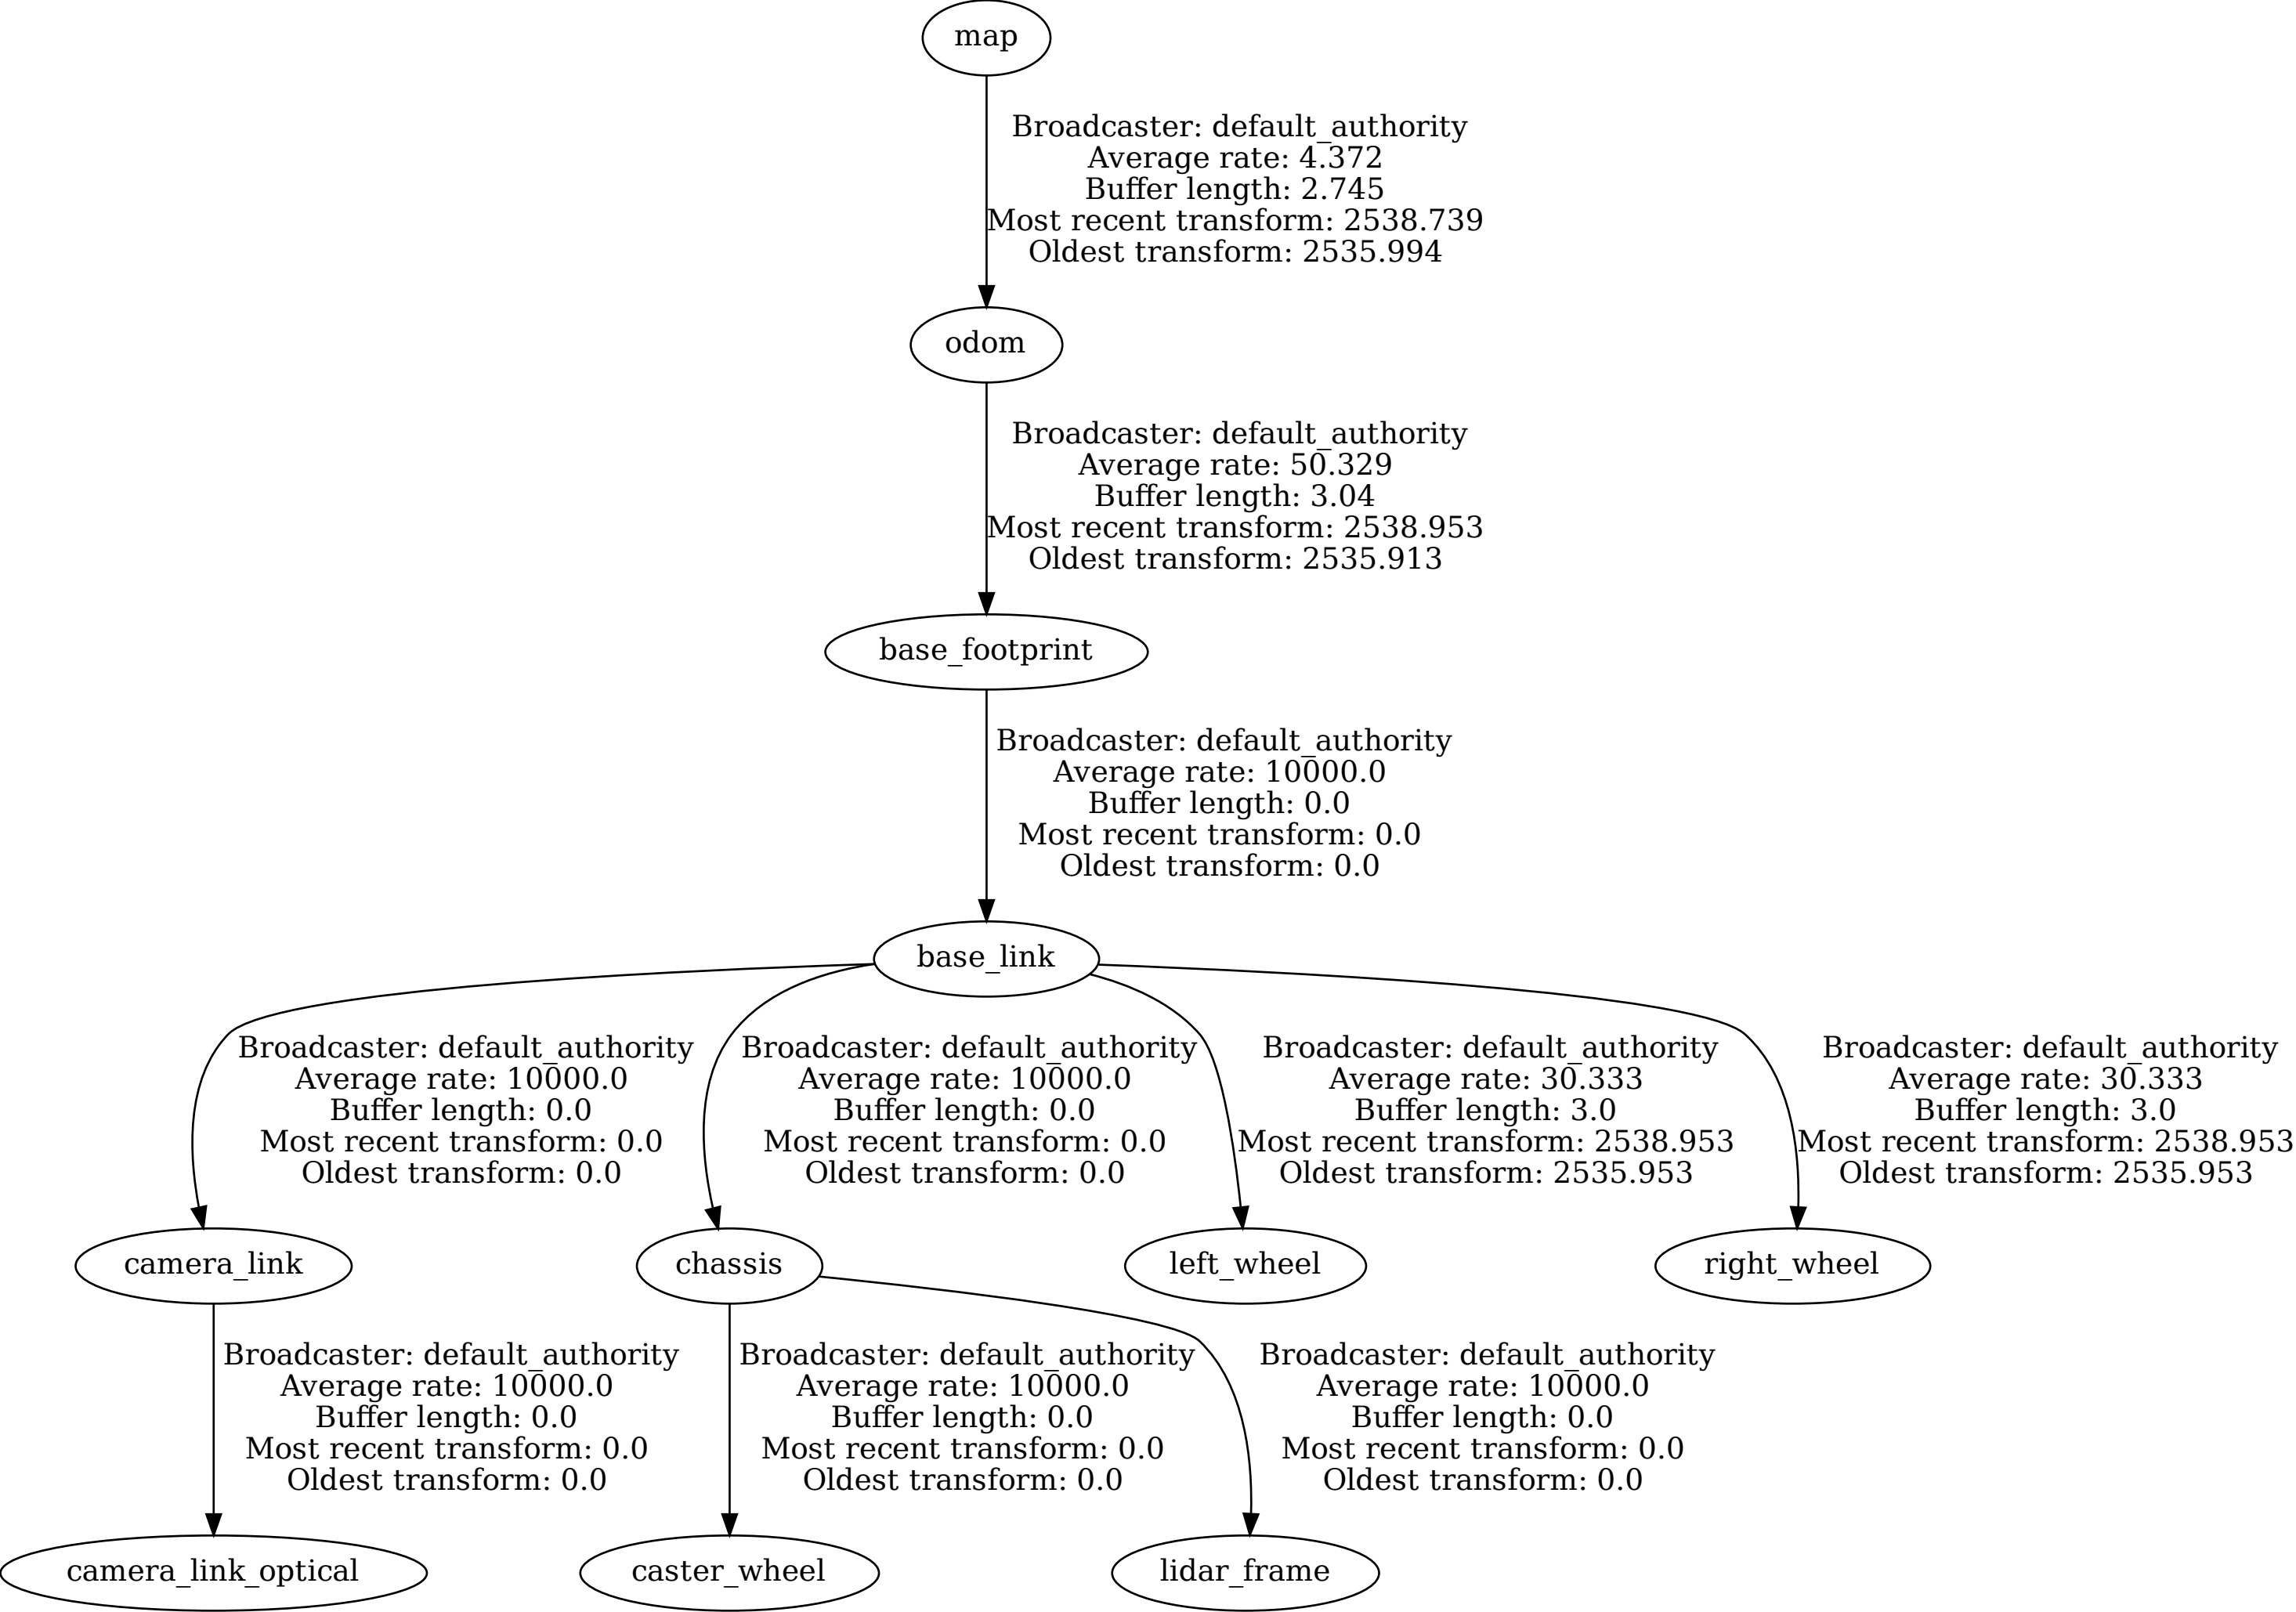 map
Broadcaster: default_authority
Average rate: 4.372
Buffer length: 2.745
Most recent transform: 2538.739
Oldest transform: 2535.994
odom
Broadcaster: default_authority
Average rate: 50.329
Buffer length: 3.04
Most recent transform: 2538.953
Oldest transform: 2535.913
base_footprint
Broadcaster: default_authority
Average rate: 10000.0
Buffer length: 0.0
Most recent transform: 0.0
Oldest transform: 0.0
base_link
Broadcaster: default_authority
Average rate: 10000.0
Buffer length: 0.0
Most recent transform: 0.0
Oldest transform: 0.0
Broadcaster: default_authority
Average rate: 10000.0
Buffer length: 0.0
Most recent transform: 0.0
Oldest transform: 0.0
Broadcaster: default_authority
Average rate: 30.333
Buffer length: 3.0
Most recent transform: 2538.953
Oldest transform: 2535.953
Broadcaster: default_authority
Average rate: 30.333
Buffer length: 3.0
Most recent transform: 2538.953
Oldest transform: 2535.953
camera_link
chassis
left_wheel
right_wheel
Broadcaster: default_authority
Average rate: 10000.0
Buffer length: 0.0
Most recent transform: 0.0
Oldest transform: 0.0
Broadcaster: default_authority
Average rate: 10000.0
Buffer length: 0.0
Most recent transform: 0.0
Oldest transform: 0.0
Broadcaster: default_authority
Average rate: 10000.0
Buffer length: 0.0
Most recent transform: 0.0
Oldest transform: 0.0
camera_link_optical
caster_wheel
lidar_frame